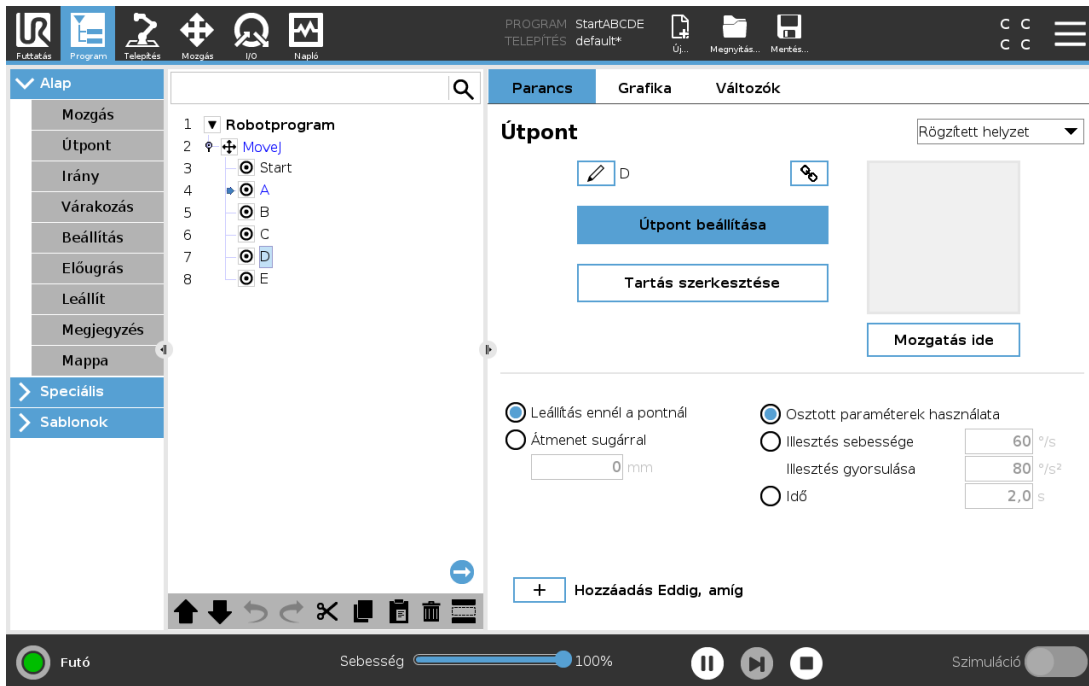 UR
PROGRAM StartABCDE
TELEPÍTÉS default*
C C
C C
Futtatás Program Telepítés Mozgás I/O Napló Új... Megnyitás... Mentés...
Alap
Mozgás
Útpont
Irány
Várakozás
Beállítás
Előugrás
Leállít
Megjegyzés
Mappa
Speciális
Sablonok
1 Robotprogram
2 MoveJ
3 Start
4 A
5 B
6 C
7 D
8 E
Parancs Grafika Változók
Útpont
Rögzített helyzet
D
Útpont beállítása
Tartás szerkesztése
Mozgatás ide
Leállítás ennél a pontnál
Átmenet sugárral
0 mm
Osztott paraméterek használata
Illesztés sebessége 60 °/s
Illesztés gyorsulása 80 °/s²
Idő 2,0 s
+ Hozzáadás Eddig, amíg
Futó
Sebesség 100%
Szimuláció